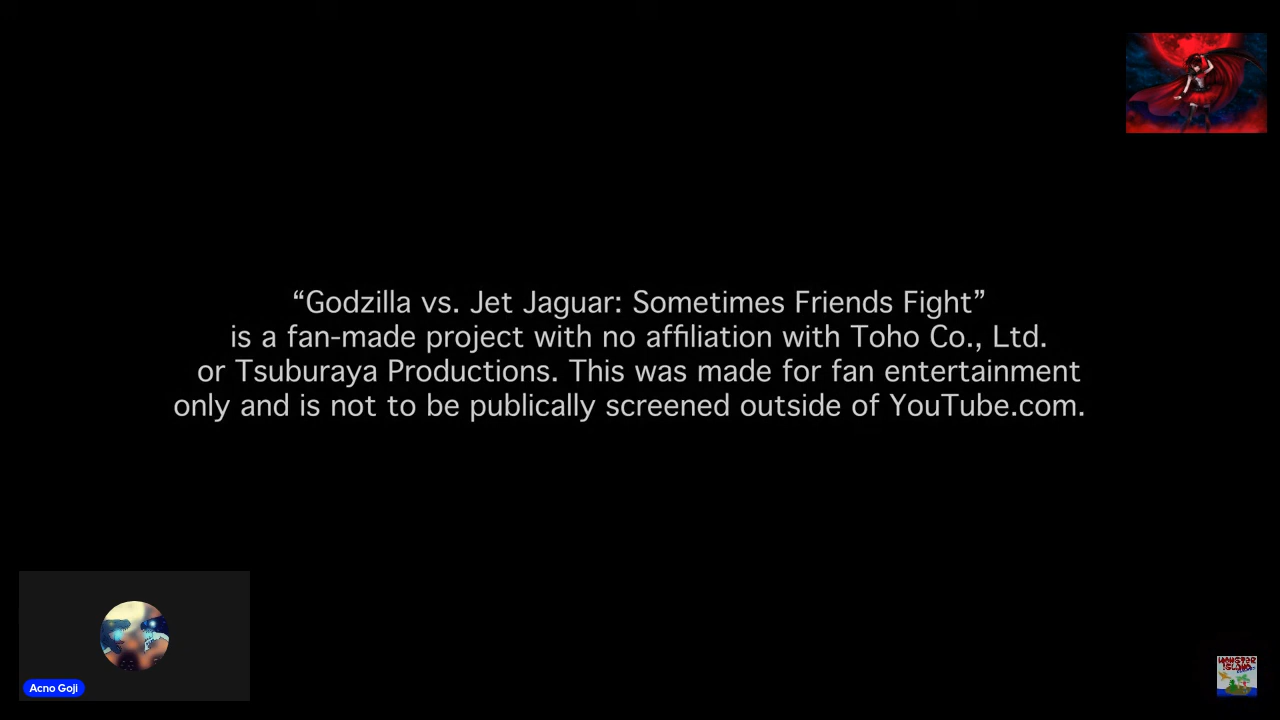 “Godzilla vs. Jet Jaguar: Sometimes Friends Fight”
is a fan-made project with no affiliation with Toho Co., Ltd.
or Tsuburaya Productions. This was made for fan entertainment
only and is not to be publically screened outside of YouTube.com.
Acno Goji
MONSTER
ISLAND